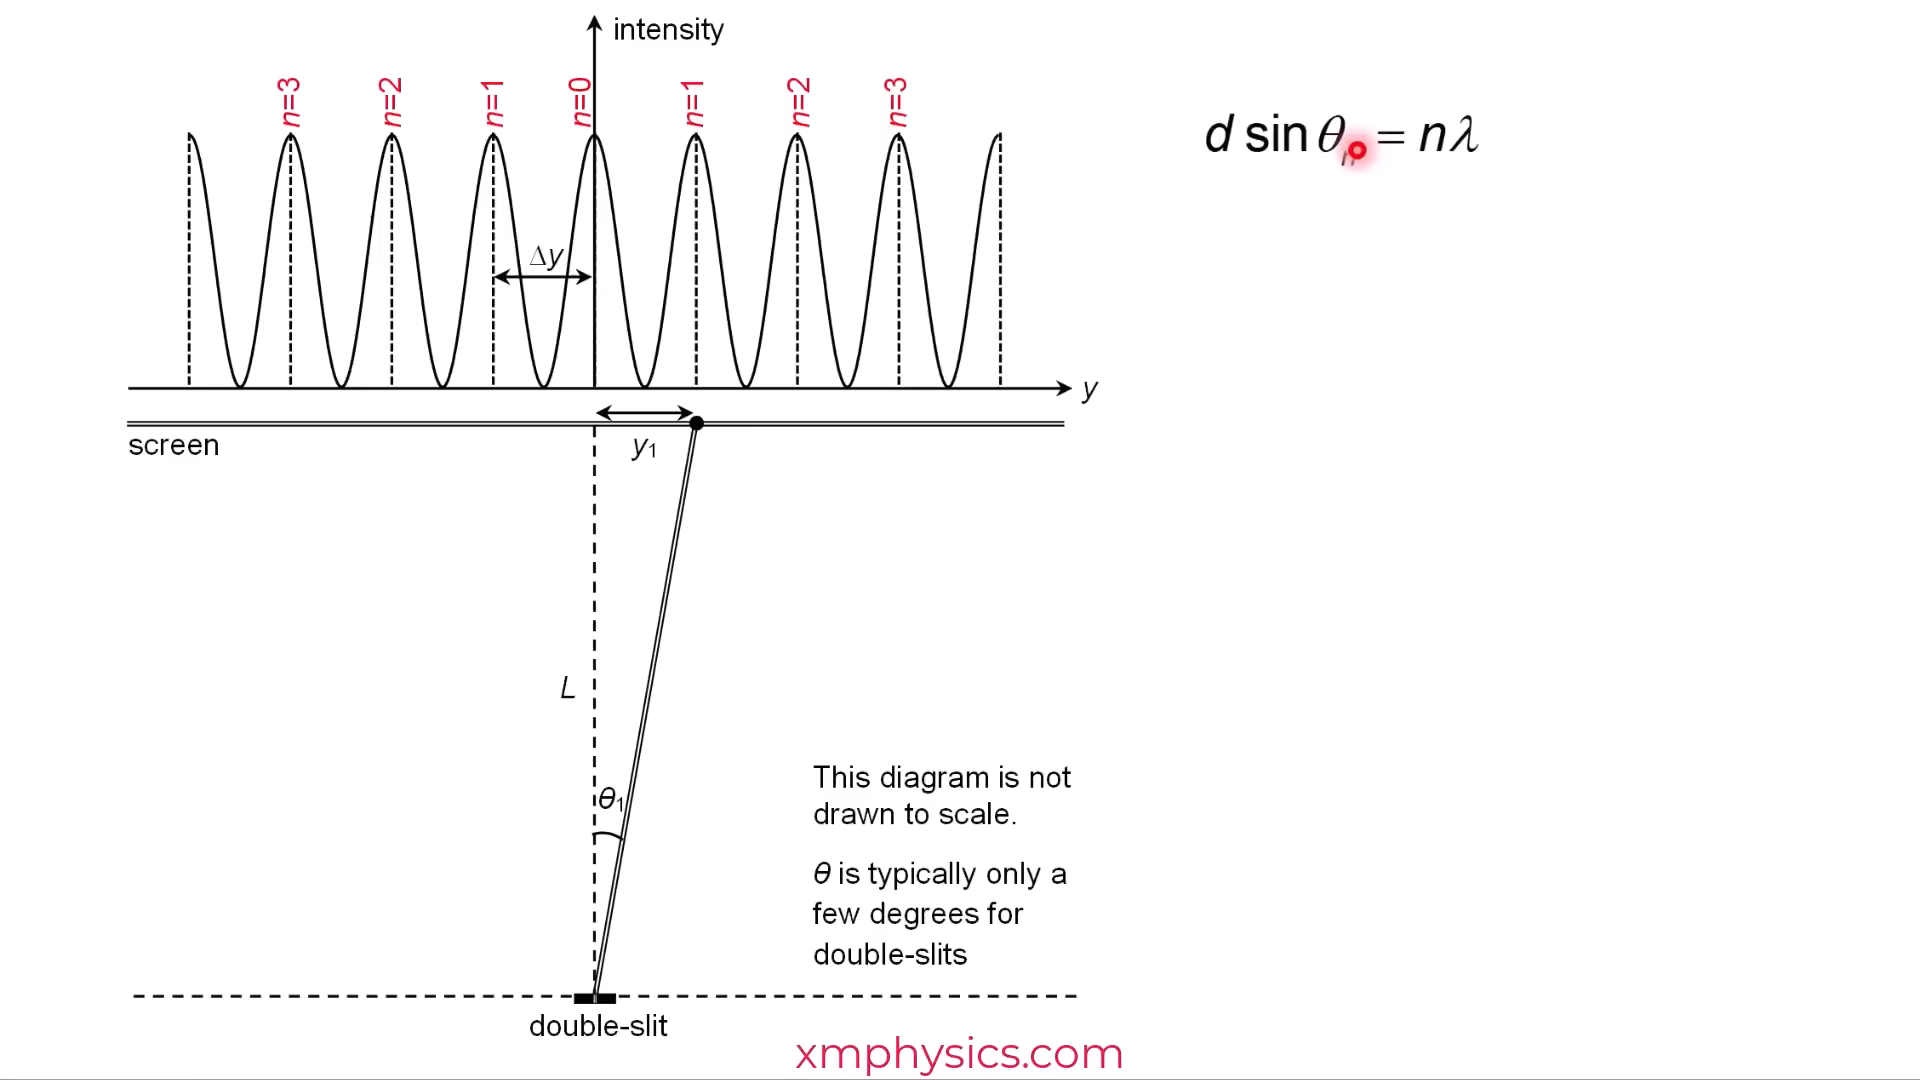 intensity
n=3 n=2 n=1 n=0 n=1 n=2 n=3
d sin θn = nλ
Δy
y
screen
y1
L
θ1
This diagram is not
drawn to scale.
θ is typically only a
few degrees for
double-slits
double-slit
xmphysics.com